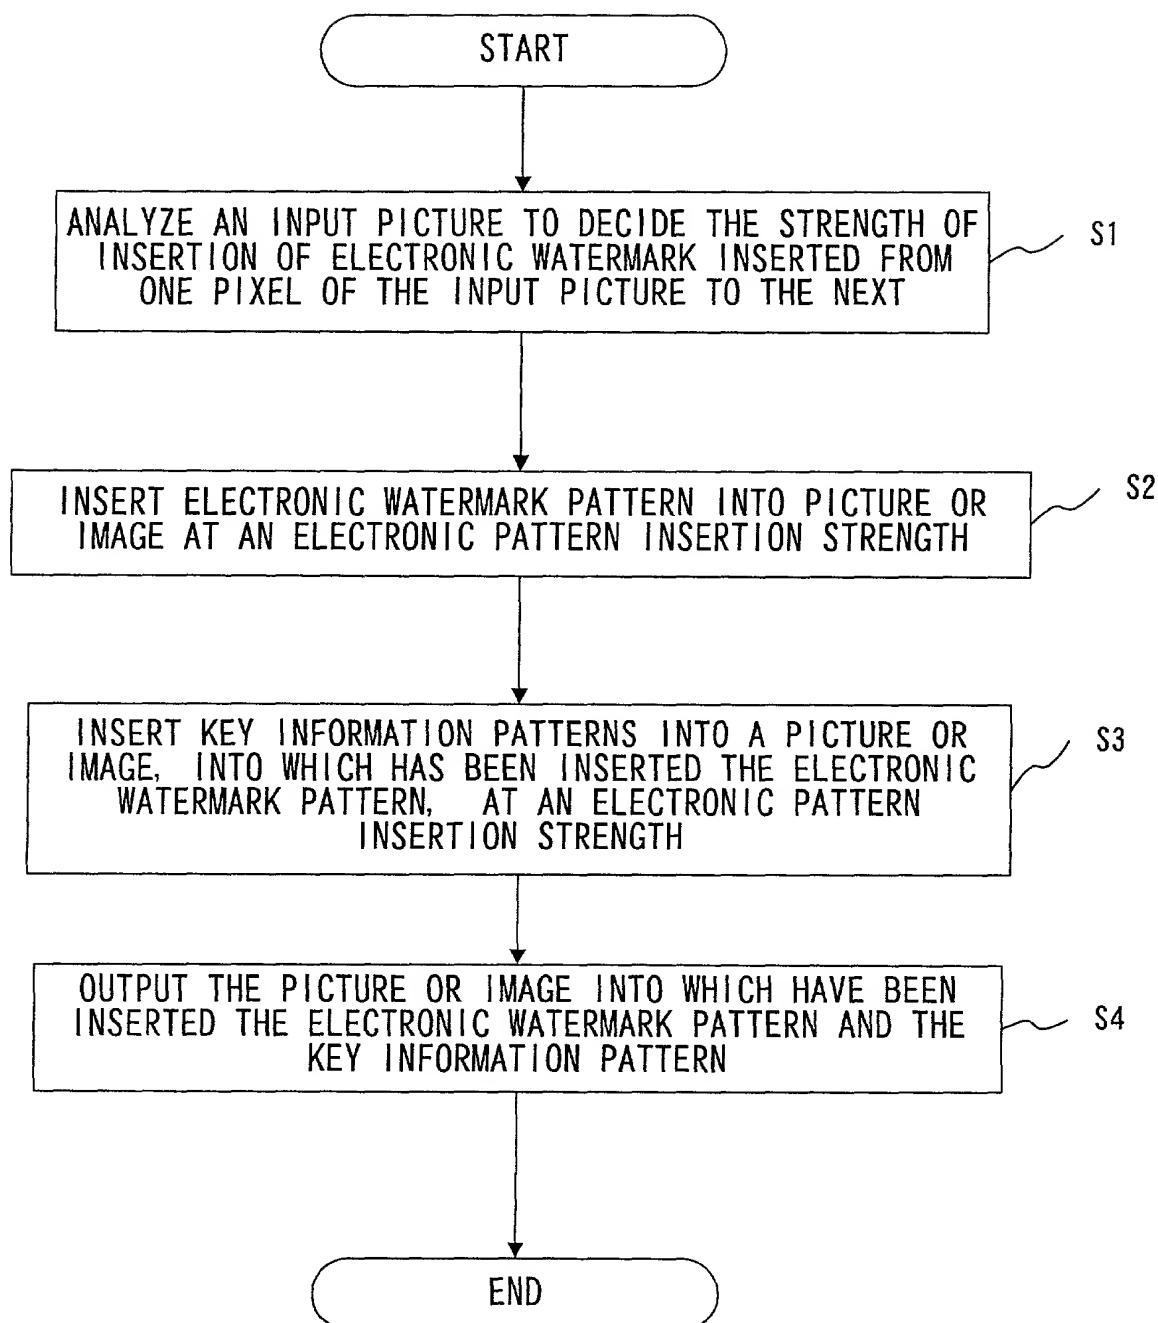 START
ANALYZE AN INPUT PICTURE TO DECIDE THE STRENGTH OF
INSERTION OF ELECTRONIC WATERMARK INSERTED FROM
ONE PIXEL OF THE INPUT PICTURE TO THE NEXT
S1
INSERT ELECTRONIC WATERMARK PATTERN INTO PICTURE OR
IMAGE AT AN ELECTRONIC PATTERN INSERTION STRENGTH
S2
INSERT KEY INFORMATION PATTERNS INTO A PICTURE OR
IMAGE, INTO WHICH HAS BEEN INSERTED THE ELECTRONIC
WATERMARK PATTERN, AT AN ELECTRONIC PATTERN
INSERTION STRENGTH
S3
OUTPUT THE PICTURE OR IMAGE INTO WHICH HAVE BEEN
INSERTED THE ELECTRONIC WATERMARK PATTERN AND THE
KEY INFORMATION PATTERN
S4
END